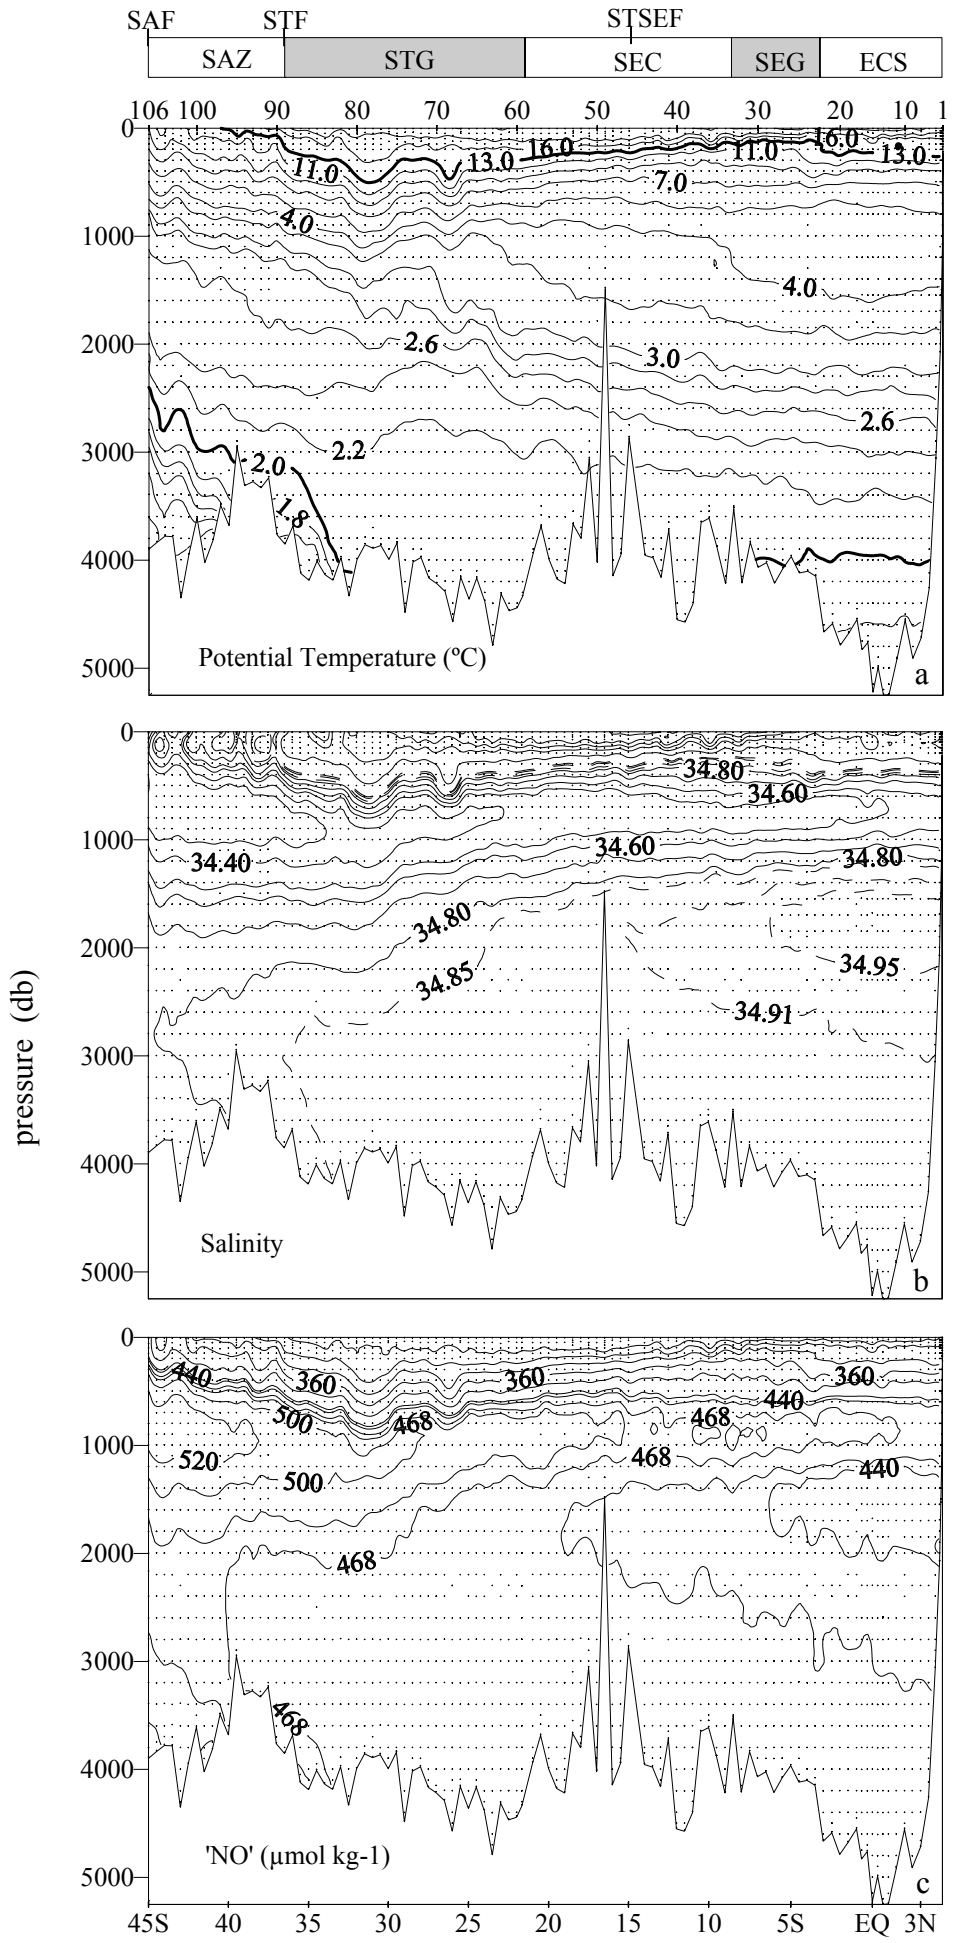 SAF STF STSEF
SAZ STG SEC SEG ECS
106 100 90 80 70 60 50 40 30 20 10 1
0
16.0 16.0
11.0 13.0 11.0 13.0
7.0
4.0
1000
4.0
2000
2.6 3.0
2.6
3000
2.2
2.0
1.8
4000
5000
Potential Temperature (ºC)
a
0
34.80
34.60
1000
34.40 34.60 34.80
34.80
2000
34.85 34.95
34.91
3000
4000
Salinity
5000
b
pressure (db)
0
440 360 360 360
500 468 468 440
1000
520 500 468 440
2000
468
3000
468
4000
'NO' (µmol kg-1)
5000
c
45S 40 35 30 25 20 15 10 5S EQ 3N